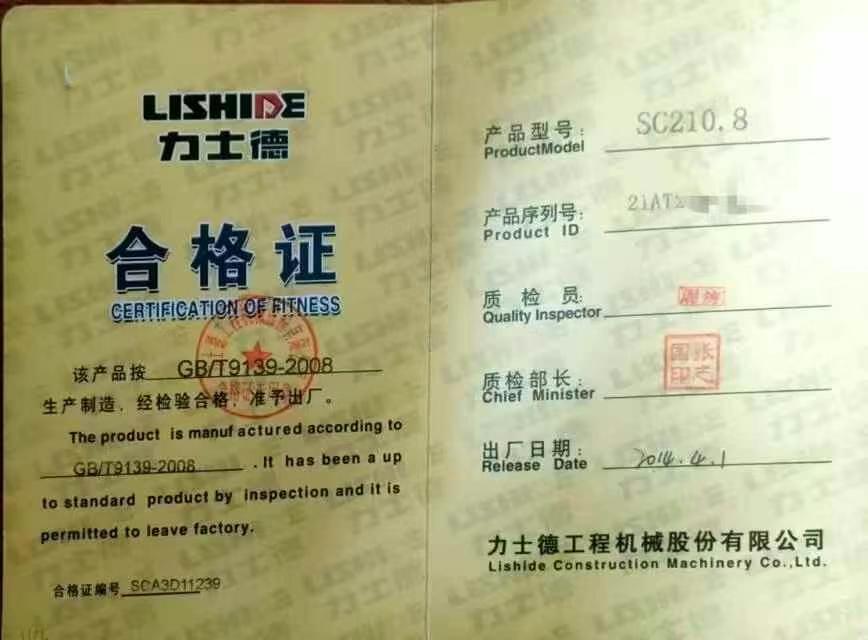 LISHIDE
力士德
合格证
CERTIFICATION OF FITNESS
该产品按 GB/T9139-2008
生产制造，经检验合格，准予出厂。
The product is manufactured according to
GB/T9139-2008 .It has been a up
to standard product by inspection and it is
permitted to leave factory.
合格证编号 SCA3D11239
产品型号: SC210.8
ProductModel
产品序列号: 21AT
Product ID
质检员:
Quality Inspector
质检部长:
Chief Minister
出厂日期: 2014.4.1
Release Date
力士德工程机械股份有限公司
Lishide Construction Machinery Co.,Ltd.